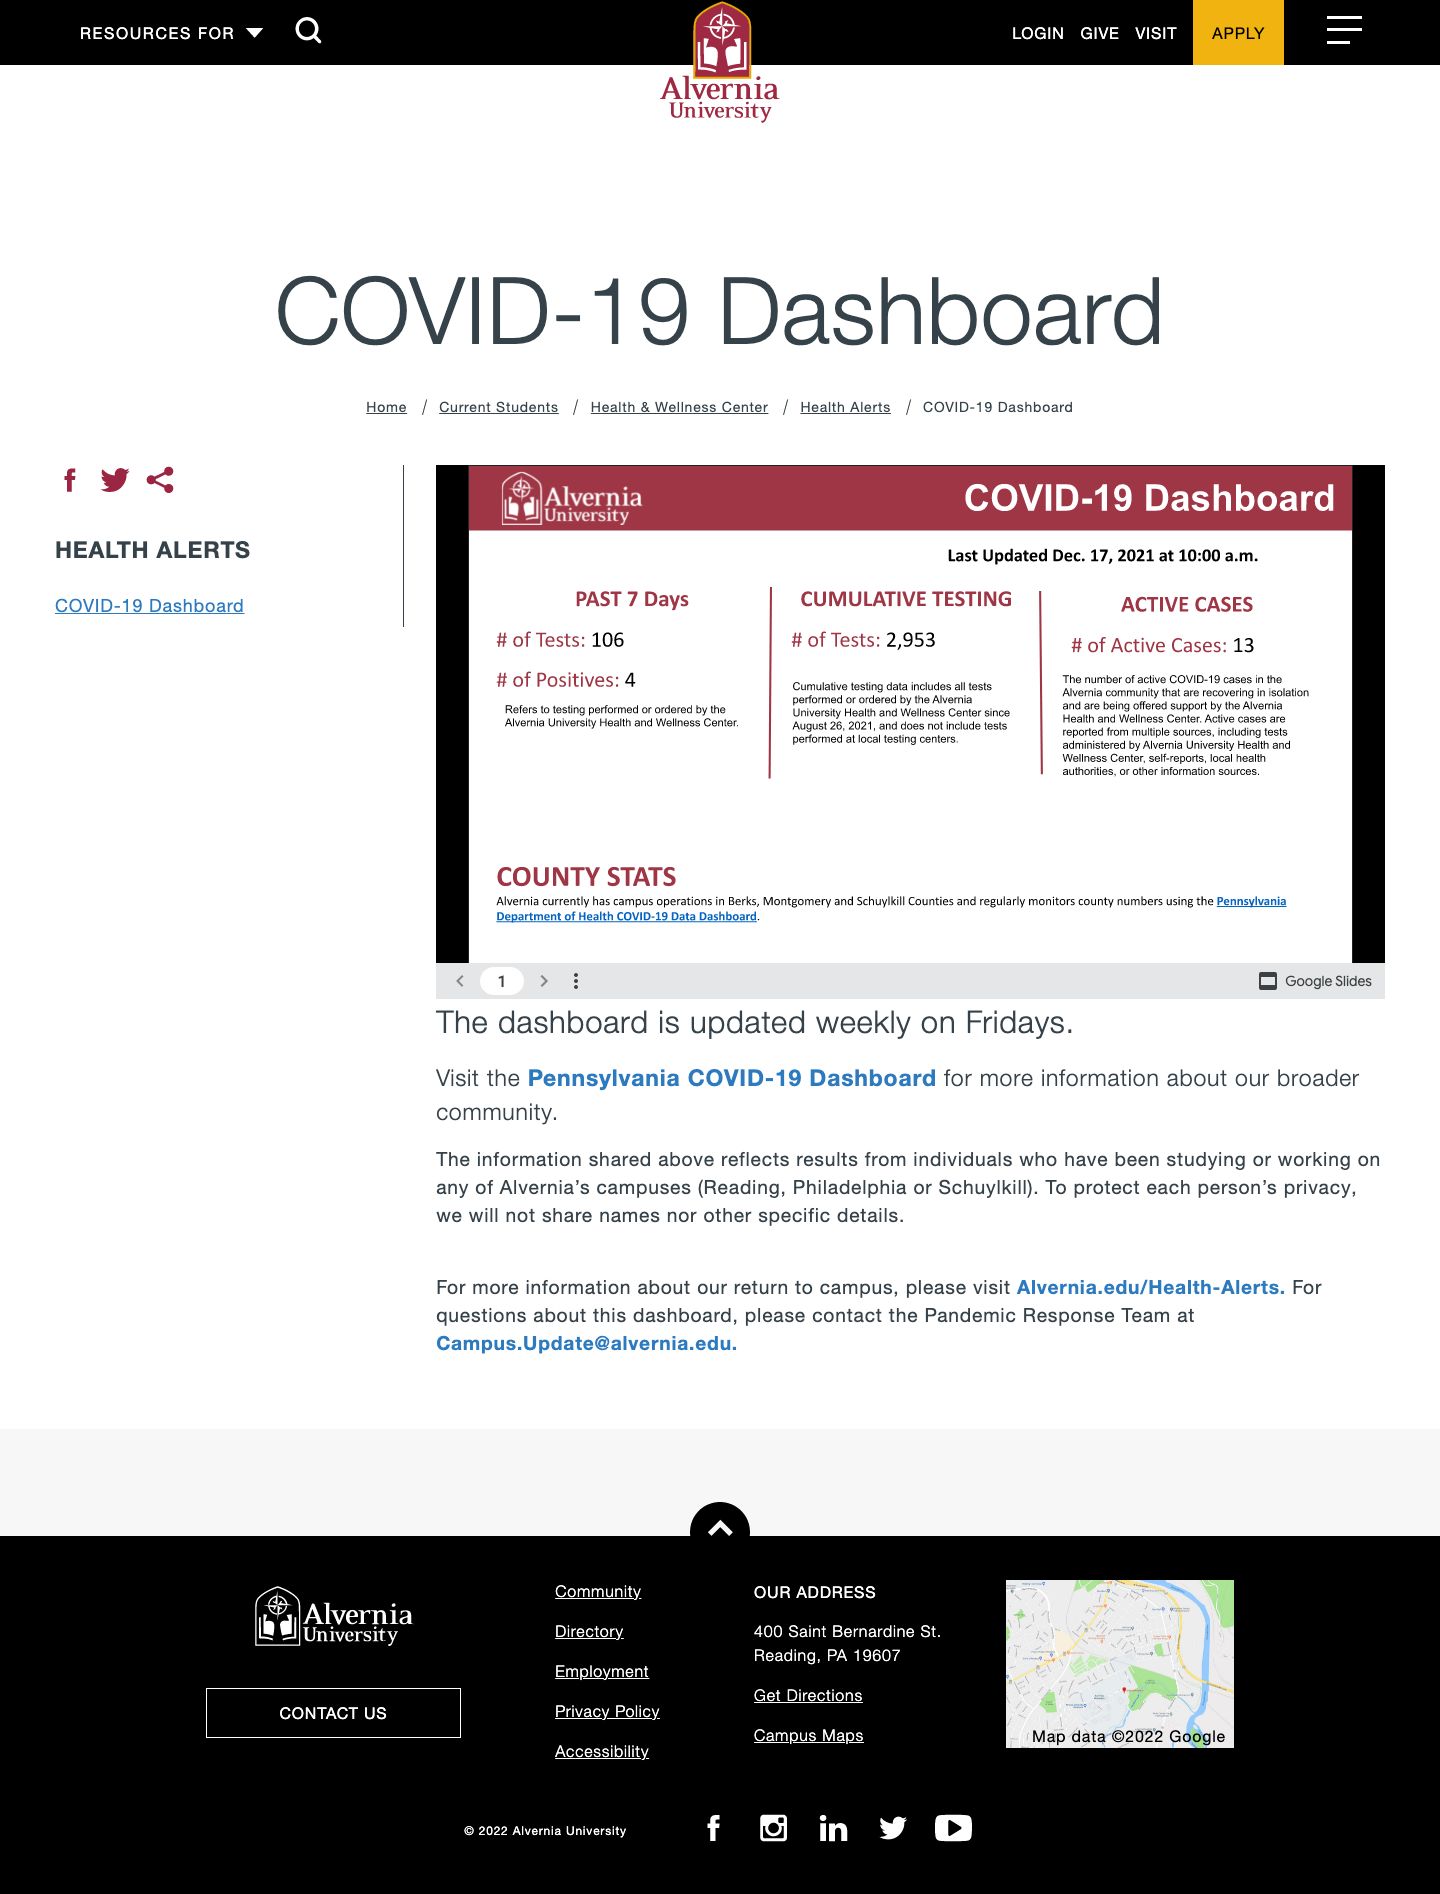 RESOURCES FOR
LOGIN GIVE VISIT APPLY
Alvernia
University
COVID-19 Dashboard
Home / Current Students / Health & Wellness Center / Health Alerts / COVID-19 Dashboard
HEALTH ALERTS
COVID-19 Dashboard
Alvernia
University
COVID-19 Dashboard
Last Updated Dec. 17, 2021 at 10:00 a.m.
PAST 7 Days
# of Tests: 106
# of Positives: 4
Refers to testing performed or ordered by the
Alvernia University Health and Wellness Center.
CUMULATIVE TESTING
# of Tests: 2,953
Cumulative testing data includes all tests
performed or ordered by the Alvernia
University Health and Wellness Center since
August 26, 2021, and does not include tests
performed at local testing centers.
ACTIVE CASES
# of Active Cases: 13
The number of active COVID-19 cases in the
Alvernia community that are recovering in isolation
and are being offered support by the Alvernia
Health and Wellness Center. Active cases are
reported from multiple sources, including tests
administered by Alvernia University Health and
Wellness Center, self-reports, local health
authorities, or other information sources.
COUNTY STATS
Alvernia currently has campus operations in Berks, Montgomery and Schuylkill Counties and regularly monitors county numbers using the Pennsylvania
Department of Health COVID-19 Data Dashboard.
1
Google Slides
The dashboard is updated weekly on Fridays.
Visit the Pennsylvania COVID-19 Dashboard for more information about our broader
community.
The information shared above reflects results from individuals who have been studying or working on
any of Alvernia’s campuses (Reading, Philadelphia or Schuylkill). To protect each person’s privacy,
we will not share names nor other specific details.
For more information about our return to campus, please visit Alvernia.edu/Health-Alerts. For
questions about this dashboard, please contact the Pandemic Response Team at
Campus.Update@alvernia.edu.
Alvernia
University
CONTACT US
Community
Directory
Employment
Privacy Policy
Accessibility
OUR ADDRESS
400 Saint Bernardine St.
Reading, PA 19607
Get Directions
Campus Maps
Map data ©2022 Google
© 2022 Alvernia University